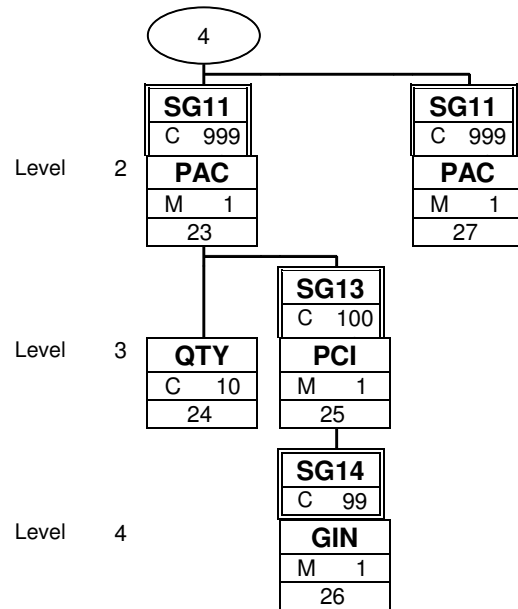 4
SG11 SG11
C 999 C 999
Level 2 PAC PAC
M 1 M 1
23 27
SG13
C 100
Level 3 QTY PCI
C 10 M 1
24 25
SG14
C 99
Level 4 GIN
M 1
26